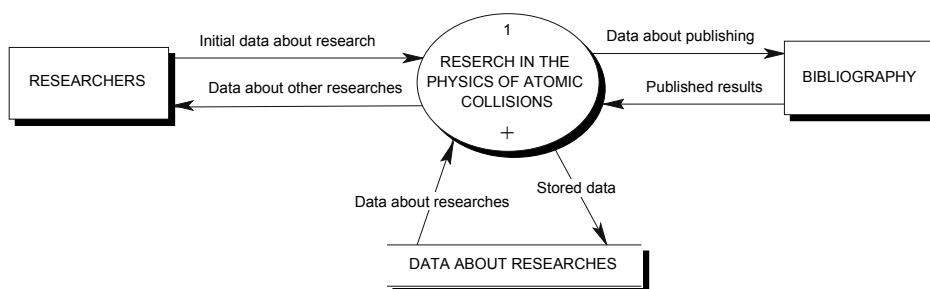 1
Initial data about research
Data about publishing
RESERCH IN THE
RESEARCHERS
PHYSICS OF ATOMIC
BIBLIOGRAPHY
Data about other researches
COLLISIONS
Published results
+
Stored data
Data about researches
DATA ABOUT RESEARCHES